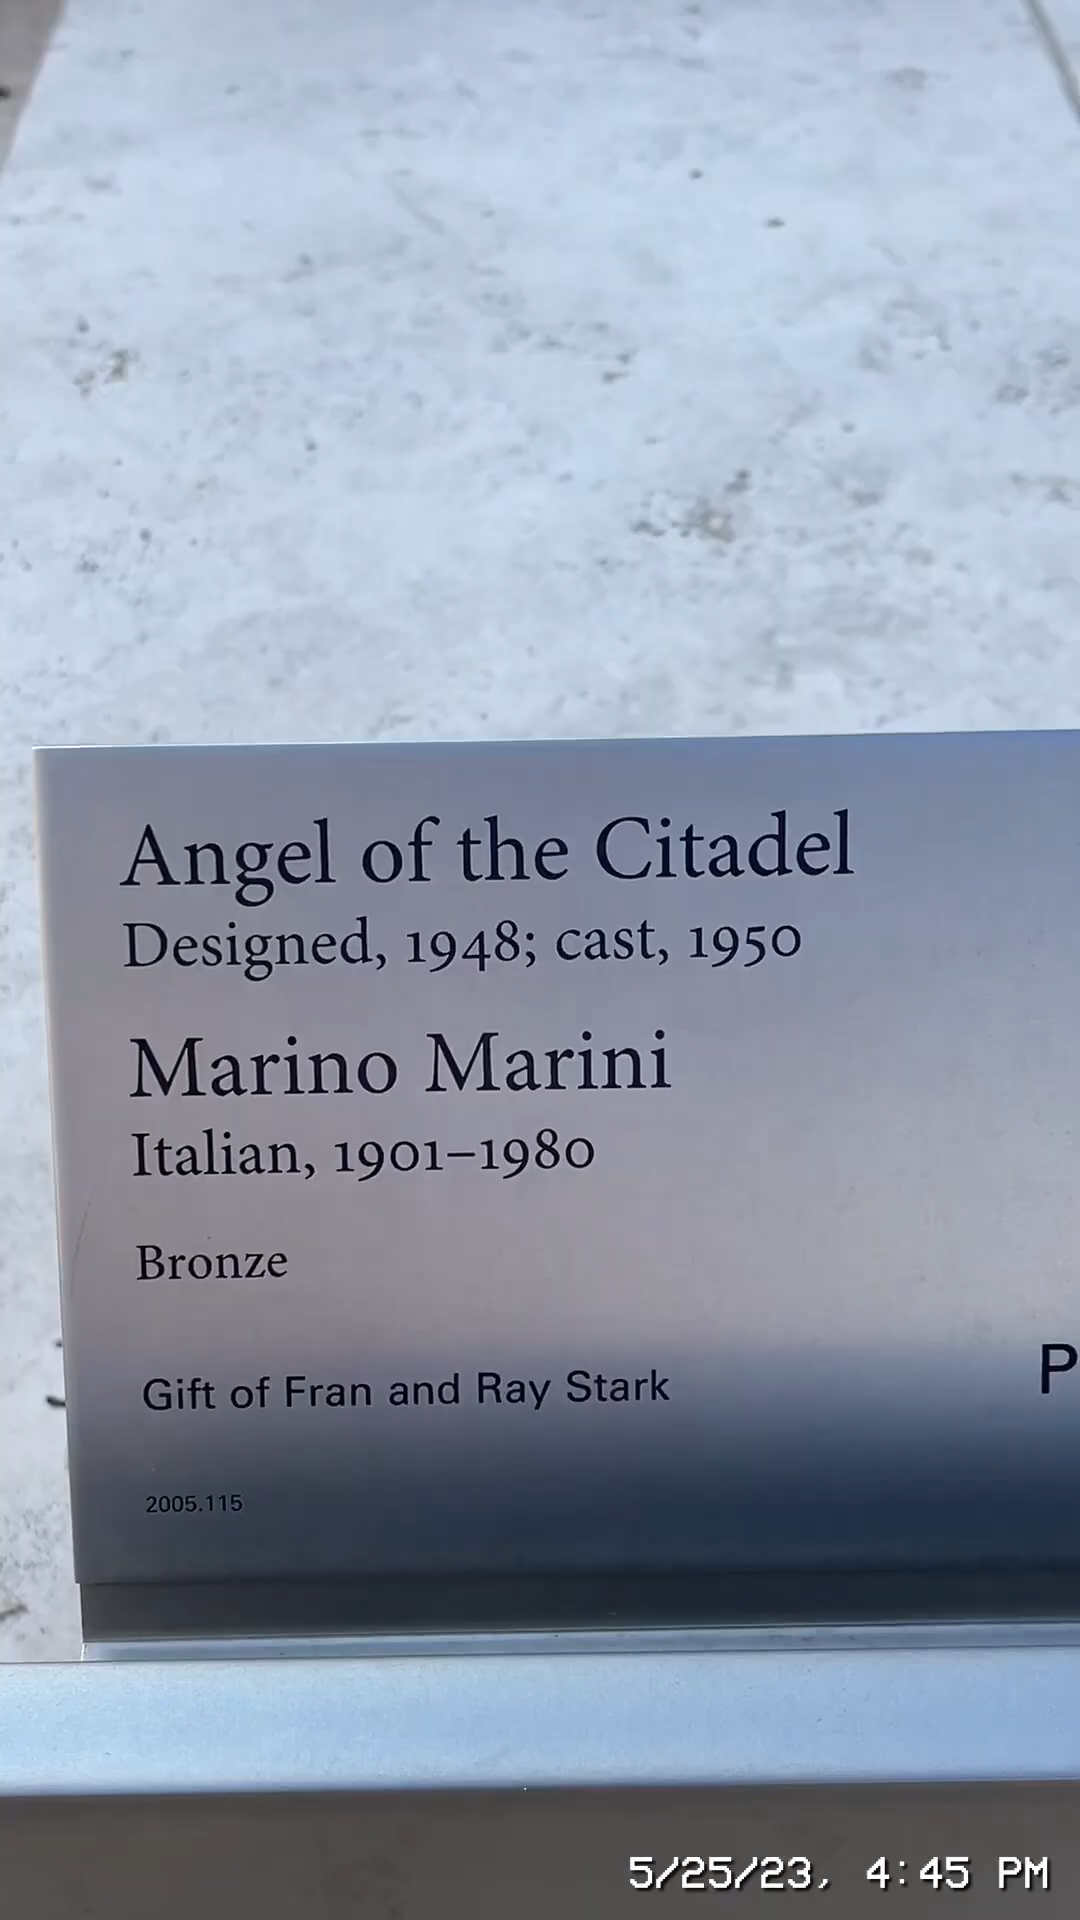 Angel of the Citadel
Designed, 1948; cast, 1950
Marino Marini
Italian, 1901–1980
Bronze
Gift of Fran and Ray Stark
P
2005.115
5/25/23, 4:45 PM